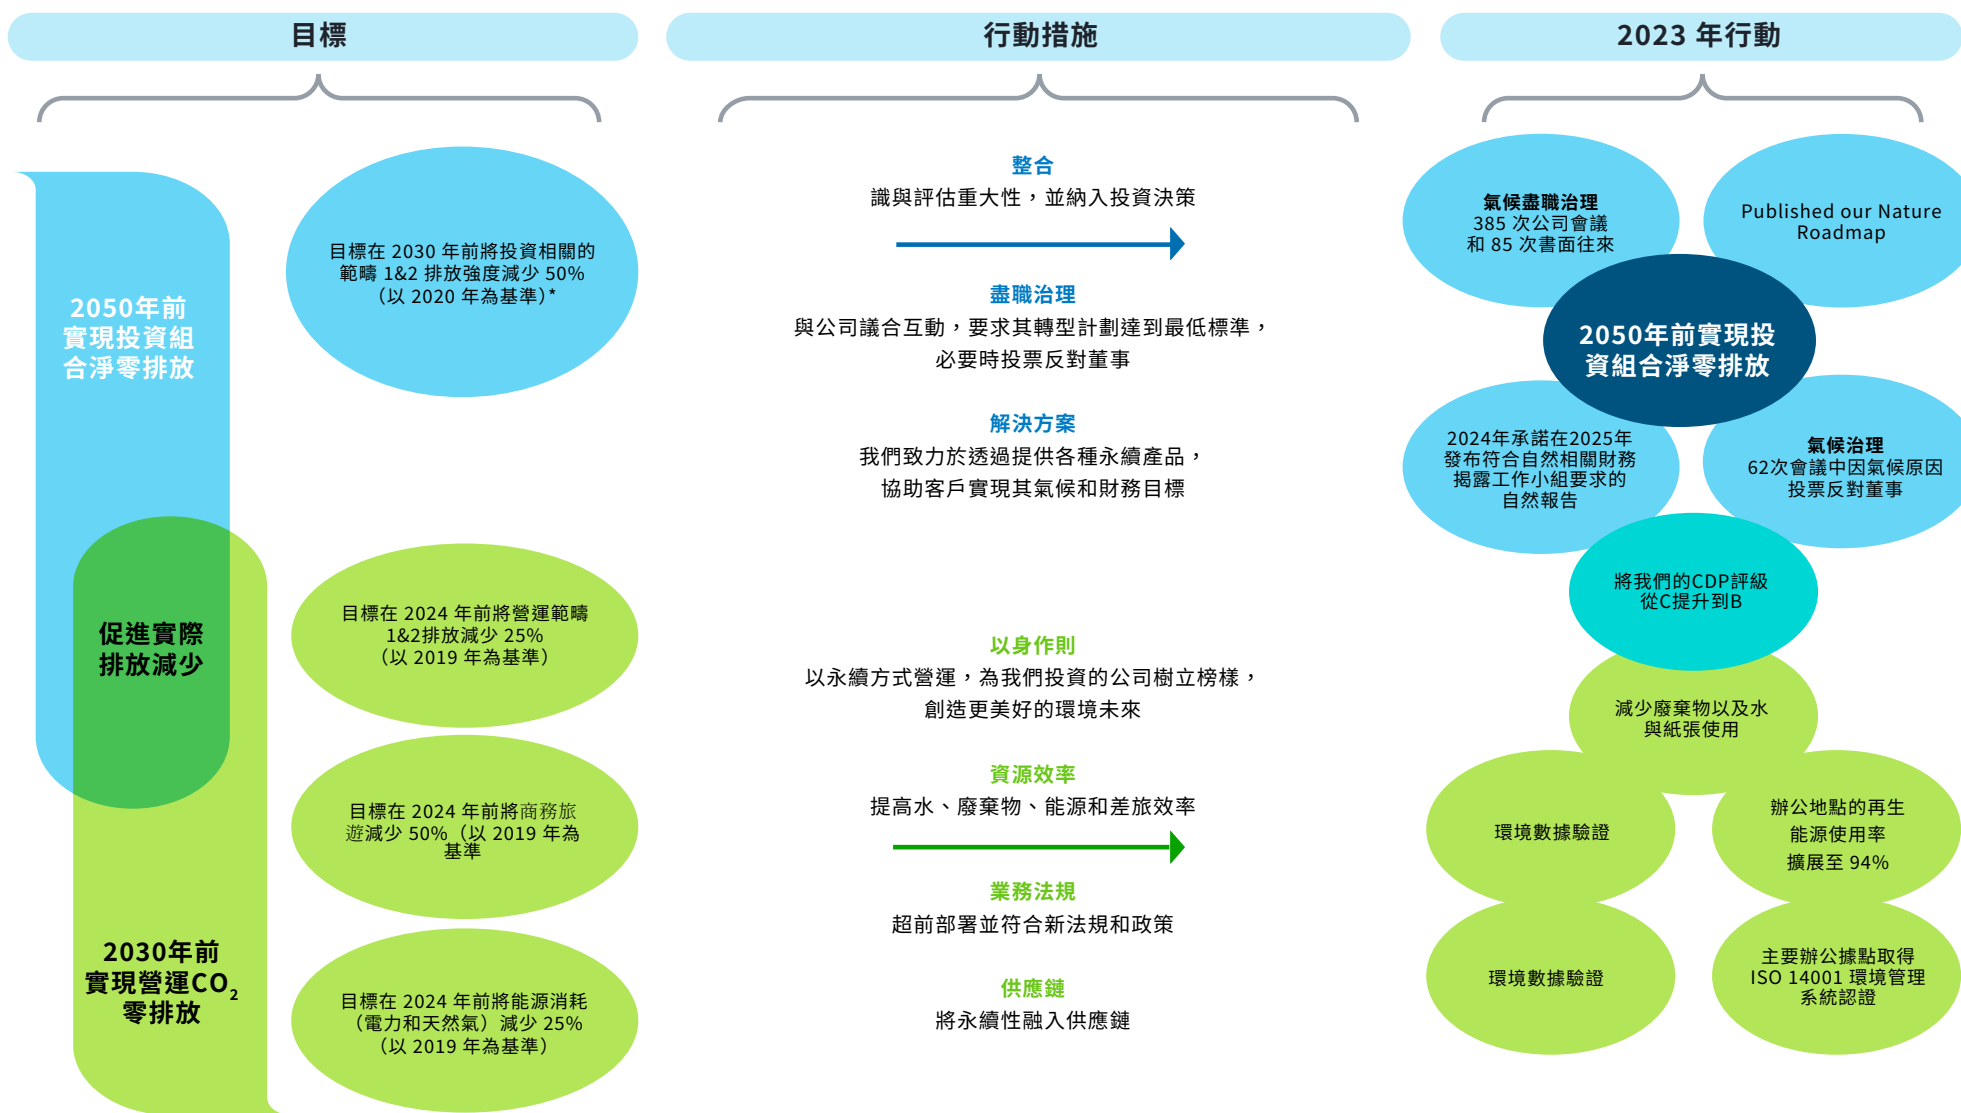 目標
2050年前
實現投資組
合淨零排放
目標在 2030 年前將投資相關的
範疇 1&2 排放強度減少 50%
（以 2020 年為基準）*
促進實際
排放減少
目標在 2024 年前將營運範疇
1&2排放減少 25%
（以 2019 年為基準）
目標在 2024 年前將商務旅
遊減少 50%（以 2019 年為
基準
2030年前
實現營運CO₂
零排放
目標在 2024 年前將能源消耗
（電力和天然氣）減少 25%
（以 2019 年為基準）
行動措施
整合
識與評估重大性，並納入投資決策
盡職治理
與公司議合互動，要求其轉型計劃達到最低標準，
必要時投票反對董事
解決方案
我們致力於透過提供各種永續產品，
協助客戶實現其氣候和財務目標
以身作則
以永續方式營運，為我們投資的公司樹立榜樣，
創造更美好的環境未來
資源效率
提高水、廢棄物、能源和差旅效率
業務法規
超前部署並符合新法規和政策
供應鏈
將永續性融入供應鏈
2023 年行動
氣候盡職治理
385 次公司會議
和 85 次書面往來
Published our Nature
Roadmap
2050年前實現投
資組合淨零排放
2024年承諾在2025年
發布符合自然相關財務
揭露工作小組要求的
自然報告
氣候治理
62次會議中因氣候原因
投票反對董事
將我們的CDP評級
從C提升到B
減少廢棄物以及水
與紙張使用
環境數據驗證
辦公地點的再生
能源使用率
擴展至 94%
環境數據驗證
主要辦公據點取得
ISO 14001 環境管理
系統認證